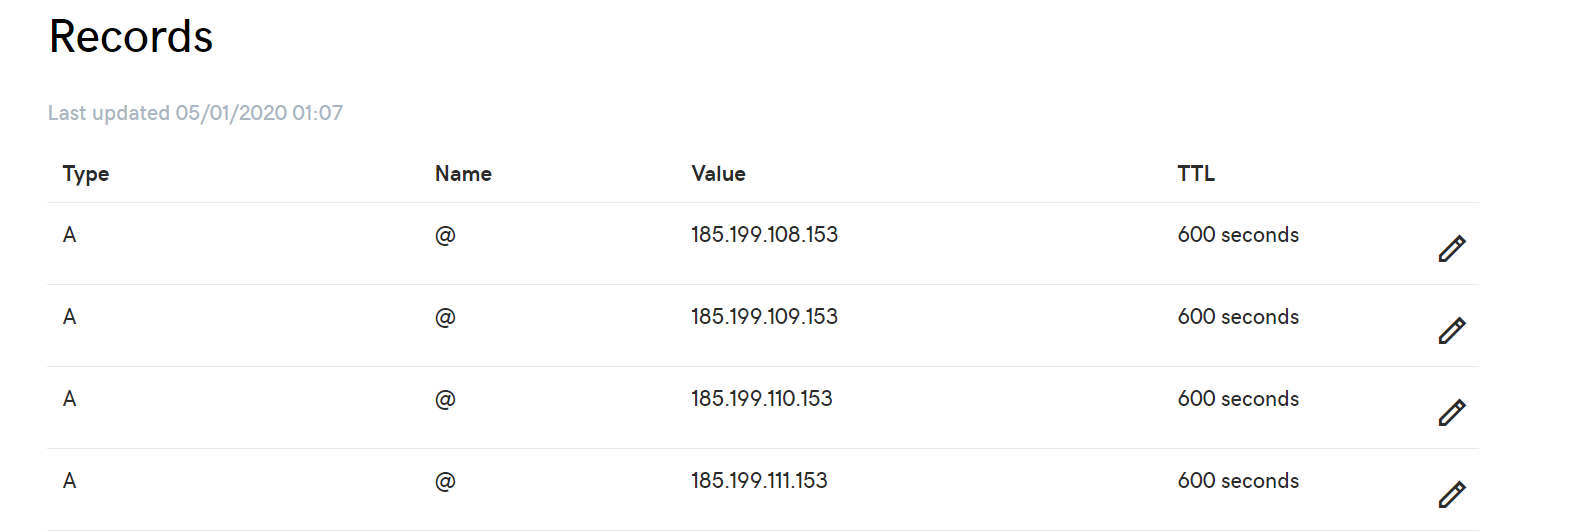 Records
Last updated 05/01/2020 01:07
Type Name Value TTL
A @ 185.199.108.153 600 seconds
A @ 185.199.109.153 600 seconds
A @ 185.199.110.153 600 seconds
A @ 185.199.111.153 600 seconds